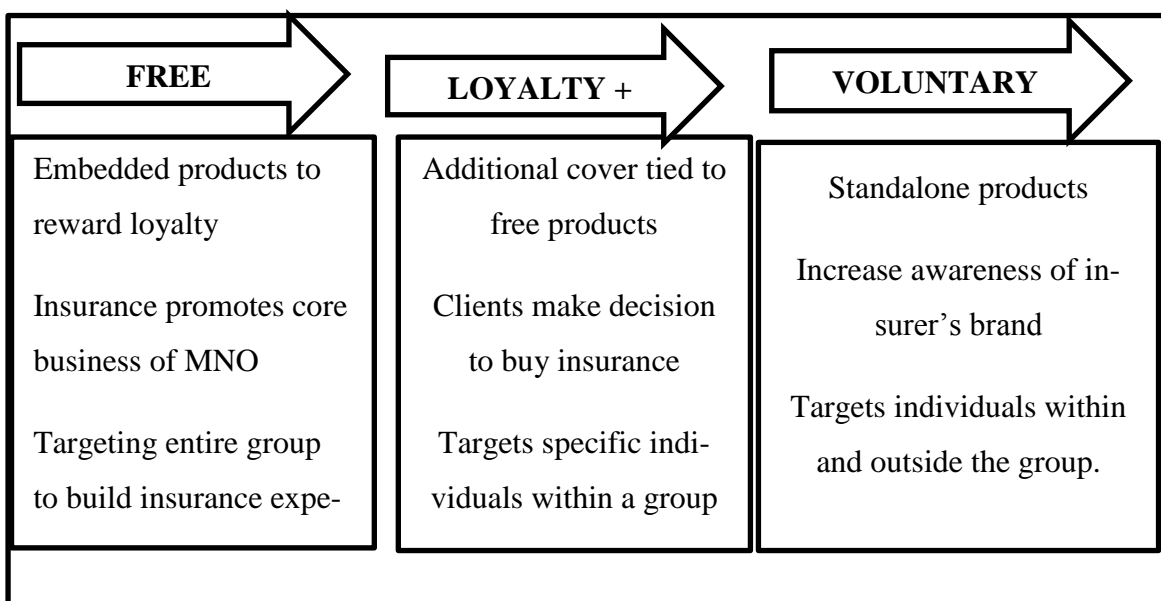 FREE
Embedded products to
reward loyalty
Insurance promotes core
business of MNO
Targeting entire group
to build insurance expe-
LOYALTY +
Additional cover tied to
free products
Clients make decision
to buy insurance
Targets specific indi-
viduals within a group
VOLUNTARY
Standalone products
Increase awareness of in-
surer’s brand
Targets individuals within
and outside the group.